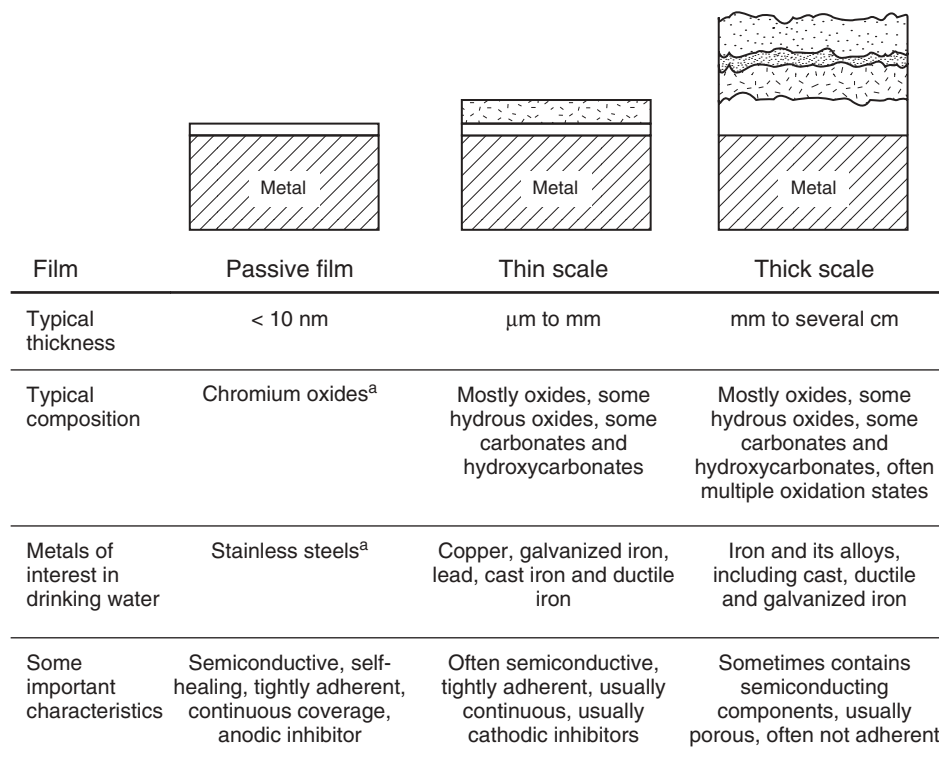 Metal
Metal
Metal
Film
Passive film
Thin scale
Thick scale
Typical
thickness
< 10 nm
μm to mm
mm to several cm
Typical
composition
Chromium oxidesᵃ
Mostly oxides, some
hydrous oxides, some
carbonates and
hydroxycarbonates
Mostly oxides, some
hydrous oxides, some
carbonates and
hydroxycarbonates, often
multiple oxidation states
Metals of
interest in
drinking water
Stainless steelsᵃ
Copper, galvanized iron,
lead, cast iron and ductile
iron
Iron and its alloys,
including cast, ductile
and galvanized iron
Some
important
characteristics
Semiconductive, self-
healing, tightly adherent,
continuous coverage,
anodic inhibitor
Often semiconductive,
tightly adherent, usually
continuous, usually
cathodic inhibitors
Sometimes contains
semiconducting
components, usually
porous, often not adherent